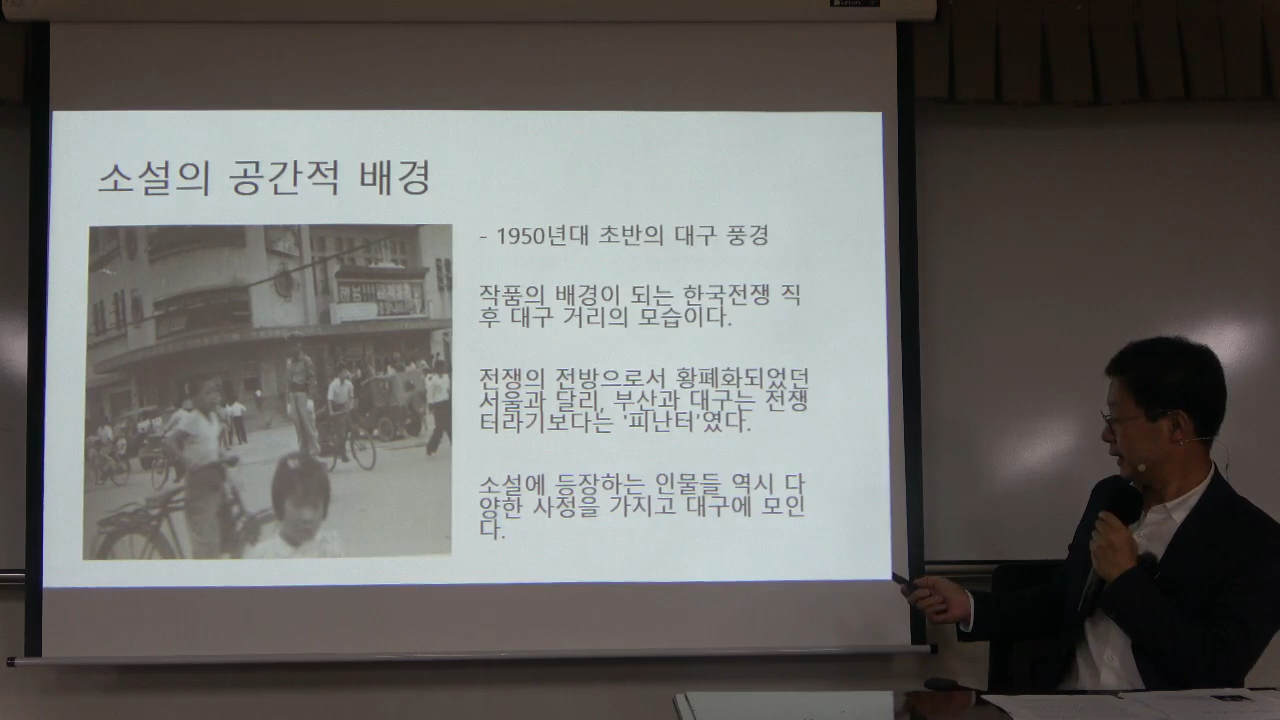 소설의 공간적 배경
- 1950년대 초반의 대구 풍경
작품의 배경이 되는 한국전쟁 직
후 대구 거리의 모습이다.
전쟁의 전방으로서 황폐화되었던
서울과 달리, 부산과 대구는 전쟁
터라기보다는 '피난터'였다.
소설에 등장하는 인물들 역시 다
양한 사정을 가지고 대구에 모인
다.